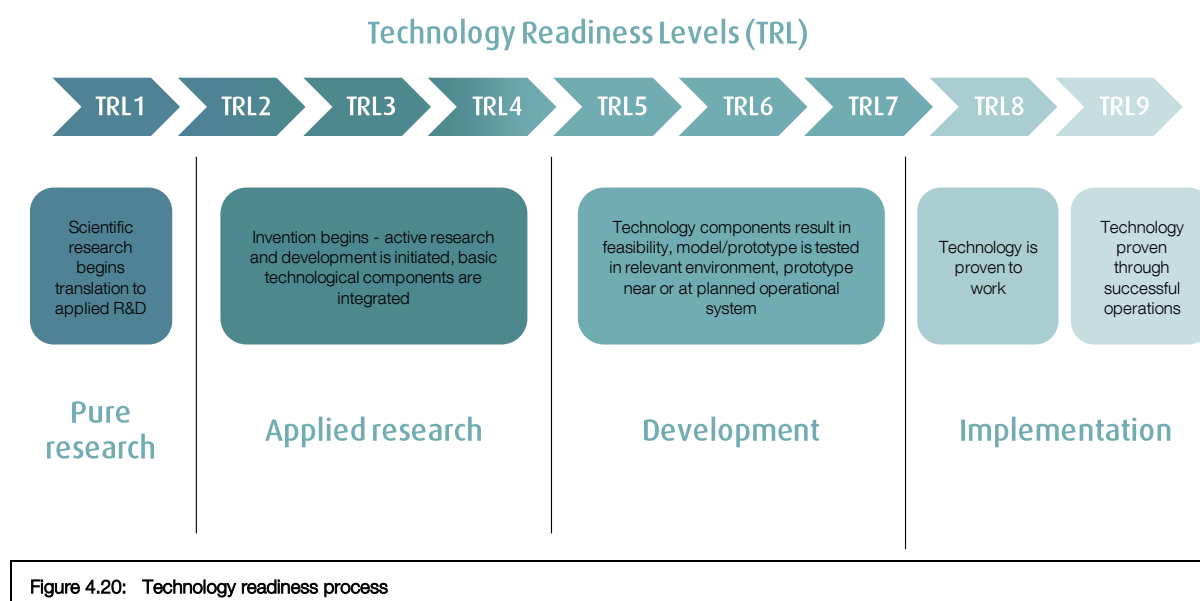 Technology Readiness Levels (TRL)
TRL1
TRL2
TRL3
TRL4
TRL5
TRL6
TRL7
TRL8
TRL9
Scientific
research
begins
translation to
applied R&D
Invention begins - active research
and development is initiated, basic
technological components are
integrated
Technology components result in
feasibility, model/prototype is tested
in relevant environment, prototype
near or at planned operational
system
Technology is
proven to
work
Technology
proven
through
successful
operations
Pure
research
Applied research
Development
Implementation
Figure 4.20: Technology readiness process